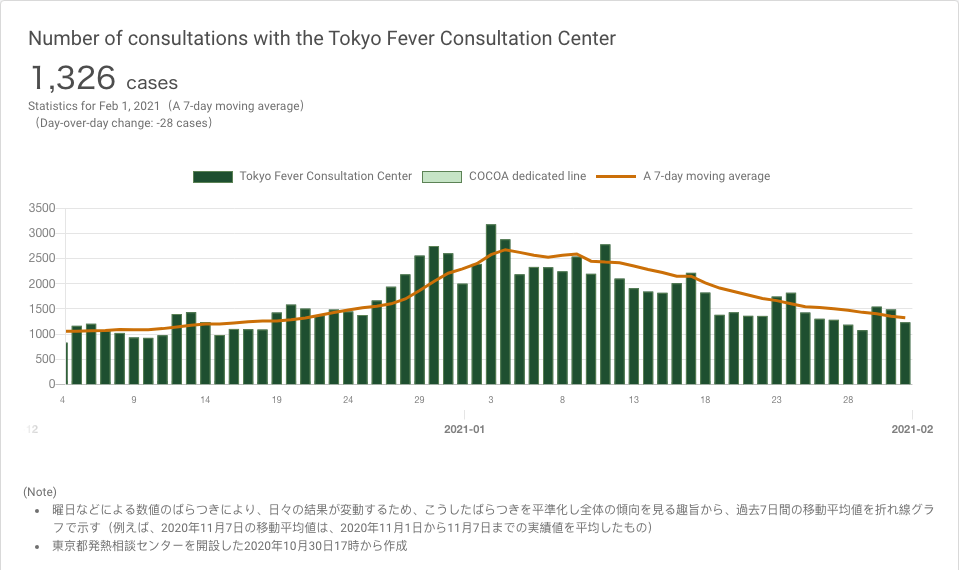 Number of consultations with the Tokyo Fever Consultation Center
1,326 cases
Statistics for Feb 1, 2021（A 7-day moving average）
（Day-over-day change: -28 cases）
Tokyo Fever Consultation Center COCOA dedicated line A 7-day moving average
3500
3000
2500
2000
1500
1000
500
0
4 9 14 19 24 29 3 8 13 18 23 28
12 2021-01 2021-02
(Note)
曜日などによる数値のばらつきにより、日々の結果が変動するため、こうしたばらつきを平準化し全体の傾向を見る趣旨から、過去7日間の移動平均値を折れ線グラ
フで示す（例えば、2020年11月7日の移動平均値は、2020年11月1日から11月7日までの実績値を平均したもの）
東京都発熱相談センターを開設した2020年10月30日17時から作成